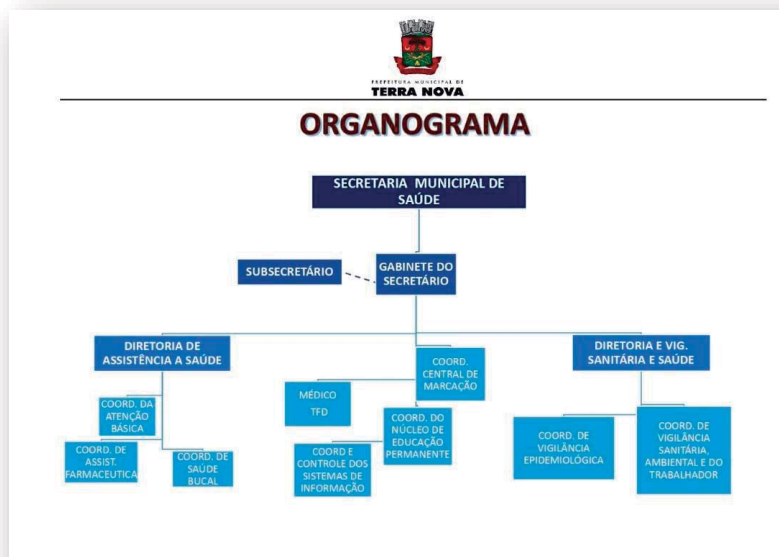 PREFEITURA MUNICIPAL DE
TERRA NOVA
ORGANOGRAMA
SECRETARIA MUNICIPAL DE
SAÚDE
SUBSECRETÁRIO
GABINETE DO
SECRETÁRIO
DIRETORIA DE
ASSISTÊNCIA A SAÚDE
COORD. DA
ATENÇÃO
BÁSICA
COORD. DE
ASSIST.
FARMACEUTICA
COORD. DE
SAÚDE
BUCAL
COORD.
CENTRAL DE
MARCAÇÃO
MÉDICO
TFD
COORD. DO
NÚCLEO DE
EDUCAÇÃO
PERMANENTE
COORD E
CONTROLE DOS
SISTEMAS DE
INFORMAÇÃO
DIRETORIA E VIG.
SANITÁRIA E SAÚDE
COORD. DE
VIGILÂNCIA
EPIDEMIOLÓGICA
COORD. DE
VIGILÂNCIA
SANITÁRIA,
AMBIENTAL E DO
TRABALHADOR